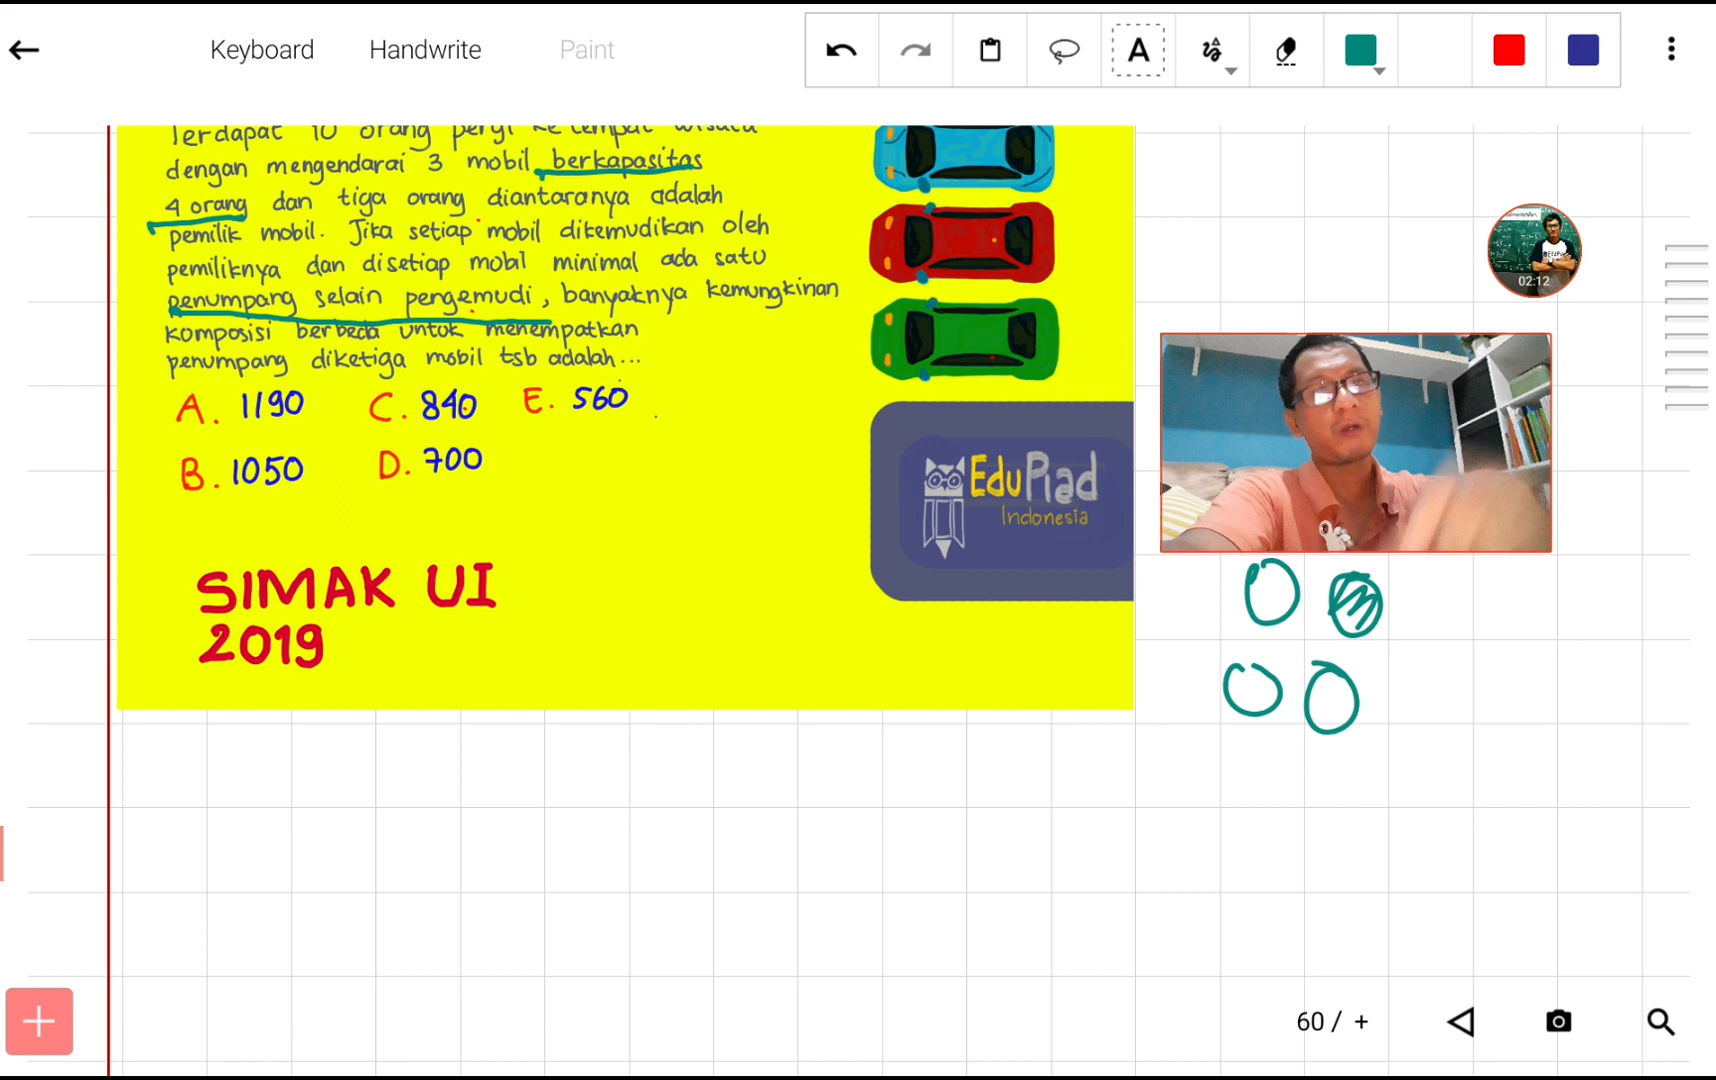 Keyboard Handwrite Paint
A
Terdapat 10 orang pergi ke tempat wisata
dengan mengendarai 3 mobil berkapasitas
4 orang dan tiga orang diantaranya adalah
pemilik mobil. Jika setiap mobil dikemudikan oleh
pemiliknya dan disetiap mobil minimal ada satu
penumpang selain pengemudi, banyaknya kemungkinan
komposisi berbeda untuk menempatkan
penumpang diketiga mobil tsb adalah...
A. 1190 C. 840 E. 560
B. 1050 D. 700
SIMAK UI
2019
EduPiad
Indonesia
02:12
60 / +